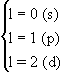 l = 0 (s)
l = 1 (p)
l = 2 (d)